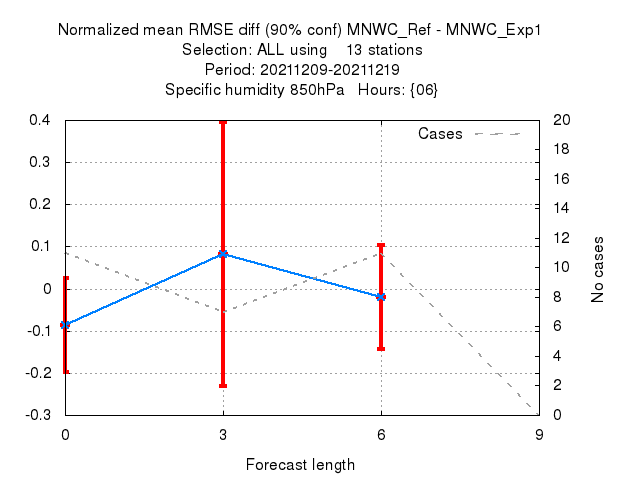 Normalized mean RMSE diff (90% conf) MNWC_Ref - MNWC_Exp1
Selection: ALL using 13 stations
Period: 20211209-20211219
Specific humidity 850hPa Hours: {06}
Cases
0.4
0.3
0.2
0.1
0
-0.1
-0.2
-0.3
20
18
16
14
12
10
8
6
4
2
0
No cases
0 3 6 9
Forecast length